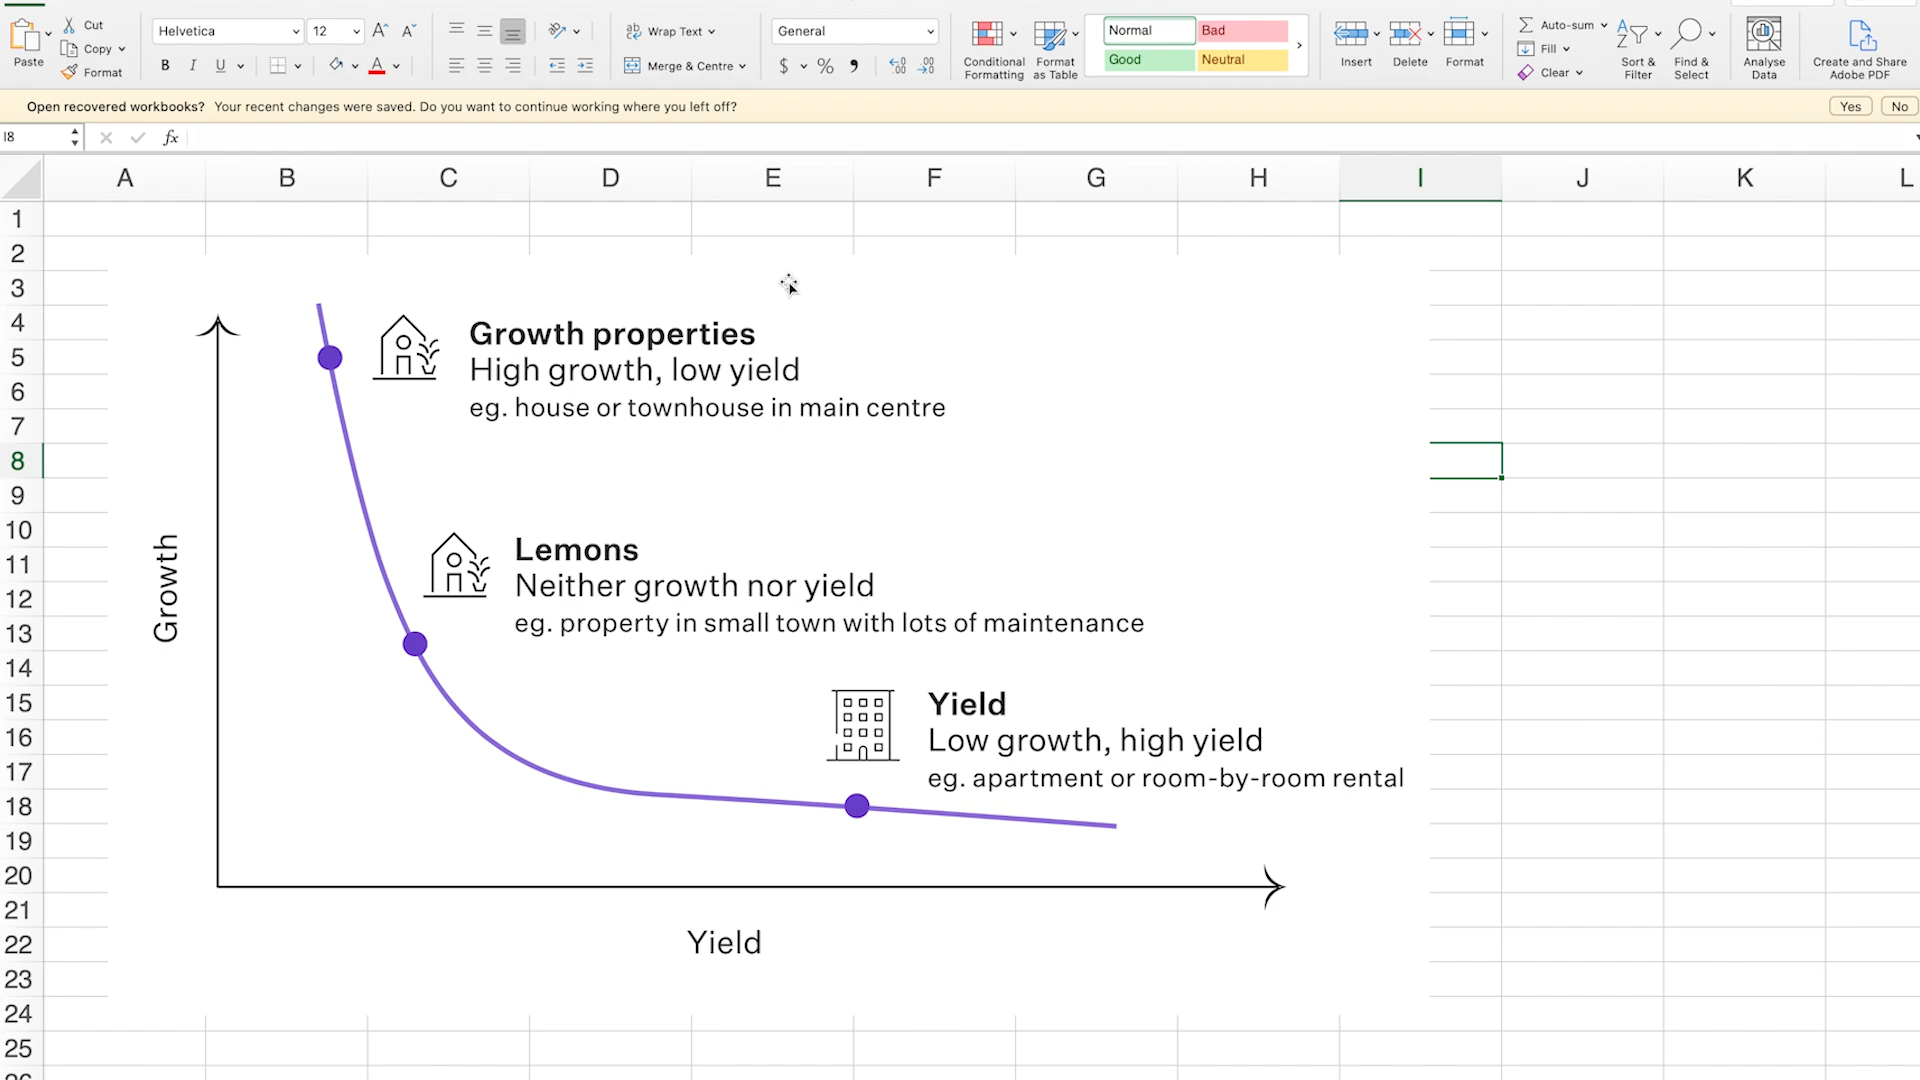 Paste
Cut
Copy
Format
Helvetica
12
A
A
B
I
U
A
ab
Wrap Text
Merge & Centre
General
$
%
Conditional
Formatting
Format
as Table
Normal
Bad
Good
Neutral
Insert
Delete
Format
Auto-sum
Fill
Clear
Sort &
Filter
Find &
Select
Analyse
Data
Create and Share
Adobe PDF
Open recovered workbooks? Your recent changes were saved. Do you want to continue working where you left off?
Yes
No
I8
fx
A B C D E F G H I J K L
1
2
3
4
5
6
7
8
9
10
11
12
13
14
15
16
17
18
19
20
21
22
23
24
25
Growth properties
High growth, low yield
eg. house or townhouse in main centre
Growth
Lemons
Neither growth nor yield
eg. property in small town with lots of maintenance
Yield
Low growth, high yield
eg. apartment or room-by-room rental
Yield